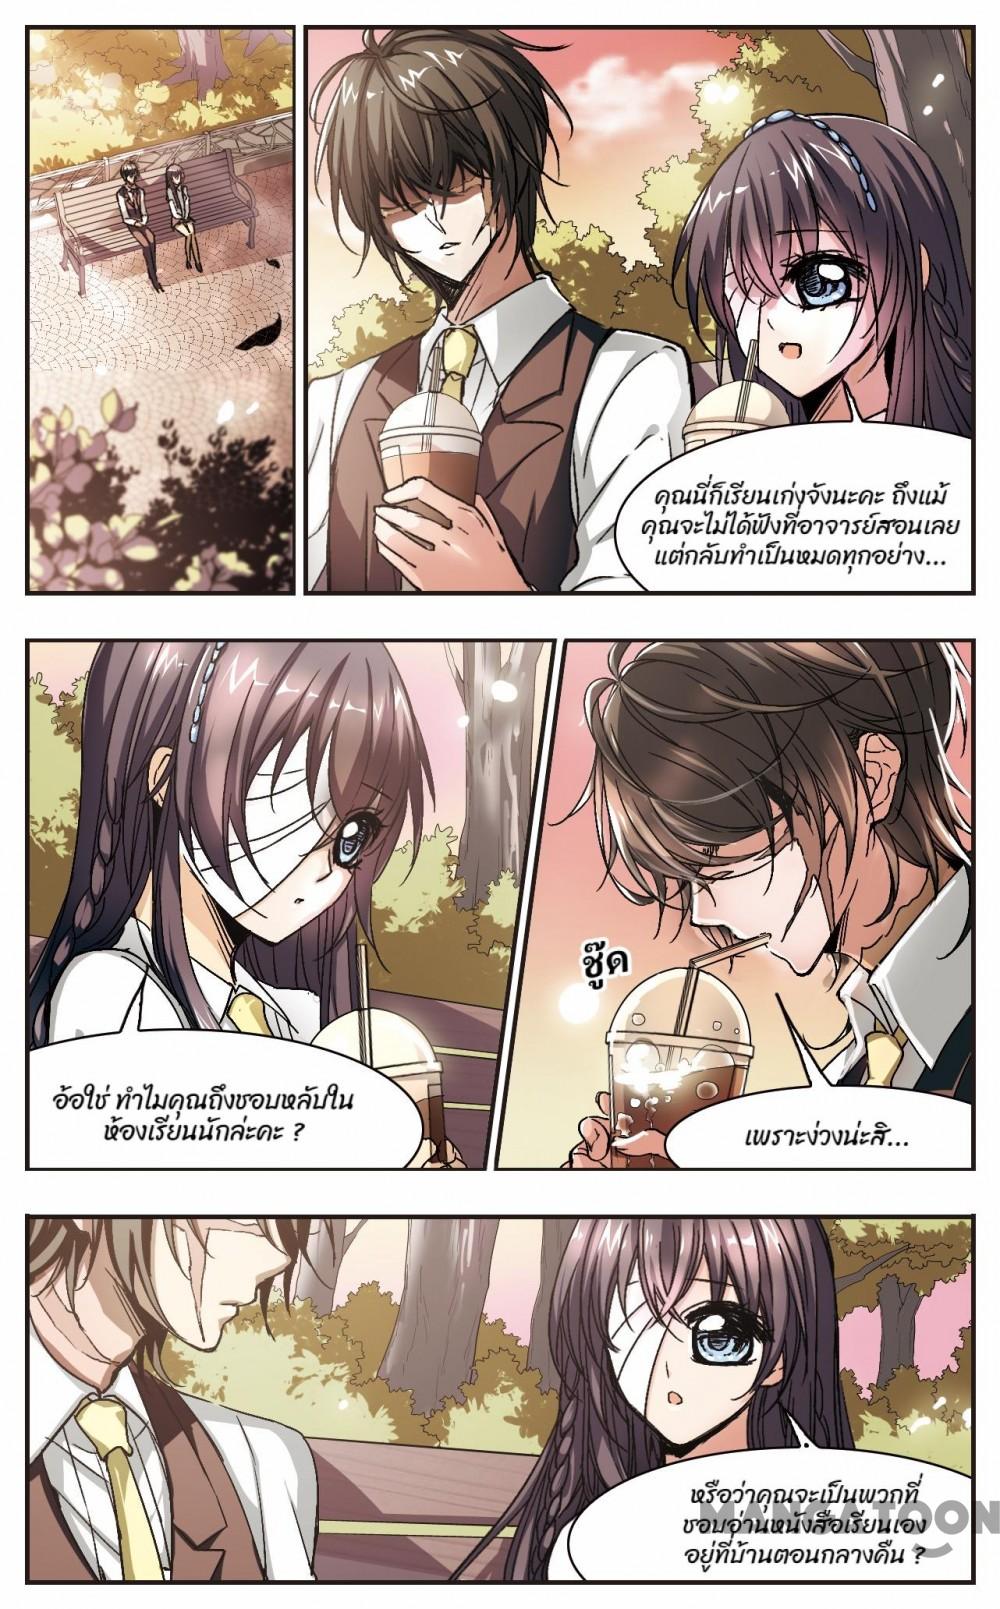 คุณนี่ก็เรียนเก่งจังนะคะ ถึงแม้
คุณจะไม่ได้ฟังที่อาจารย์สอนเลย
แต่กลับทำเป็นหมดทุกอย่าง...
ชู๊ด
อ้อใช่ ทำไมคุณถึงชอบหลับใน
ห้องเรียนนักล่ะคะ ?
เพราะง่วงน่ะสิ...
หรือว่าคุณจะเป็นพวกที่
ชอบอ่านหนังสือเรียนเอง
อยู่ที่บ้านตอนกลางคืน ?
MANGATOON